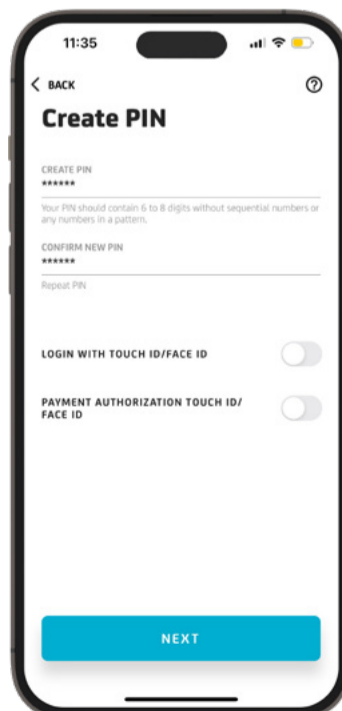 11:35
BACK
Create PIN
CREATE PIN
******
Your PIN should contain 6 to 8 digits without sequential numbers or
any numbers in a pattern.
CONFIRM NEW PIN
******
Repeat PIN
LOGIN WITH TOUCH ID/FACE ID
PAYMENT AUTHORIZATION TOUCH ID/
FACE ID
NEXT